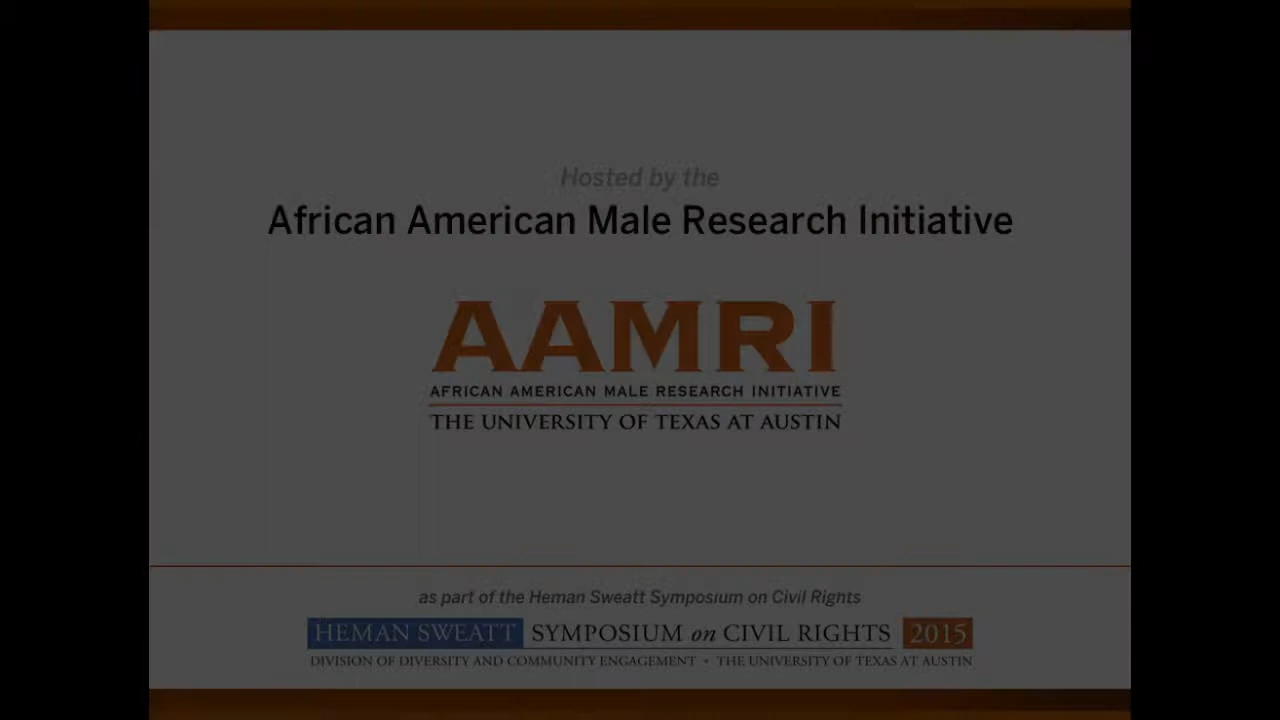 Hosted by the
African American Male Research Initiative
AAMRI
AFRICAN AMERICAN MALE RESEARCH INITIATIVE
THE UNIVERSITY OF TEXAS AT AUSTIN
as part of the Heman Sweatt Symposium on Civil Rights
HEMAN SWEATT SYMPOSIUM on CIVIL RIGHTS 2015
DIVISION OF DIVERSITY AND COMMUNITY ENGAGEMENT • THE UNIVERSITY OF TEXAS AT AUSTIN